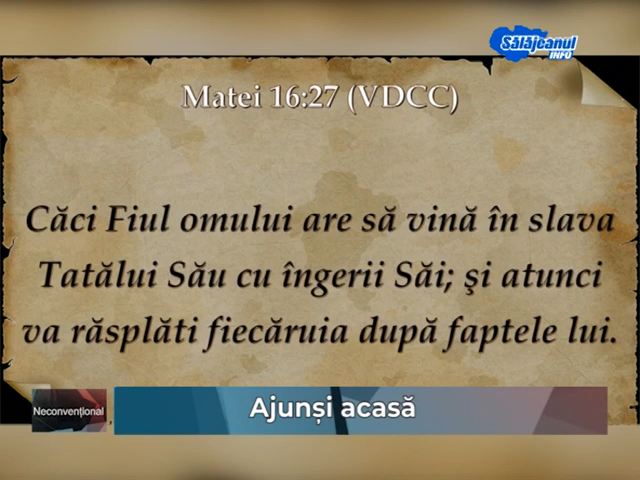 Sălăjeanul
INFO
Matei 16:27 (VDCC)
Căci Fiul omului are să vină în slava
Tatălui Său cu îngerii Săi; şi atunci
va răsplăti fiecăruia după faptele lui.
Neconvențional
Ajunși acasă